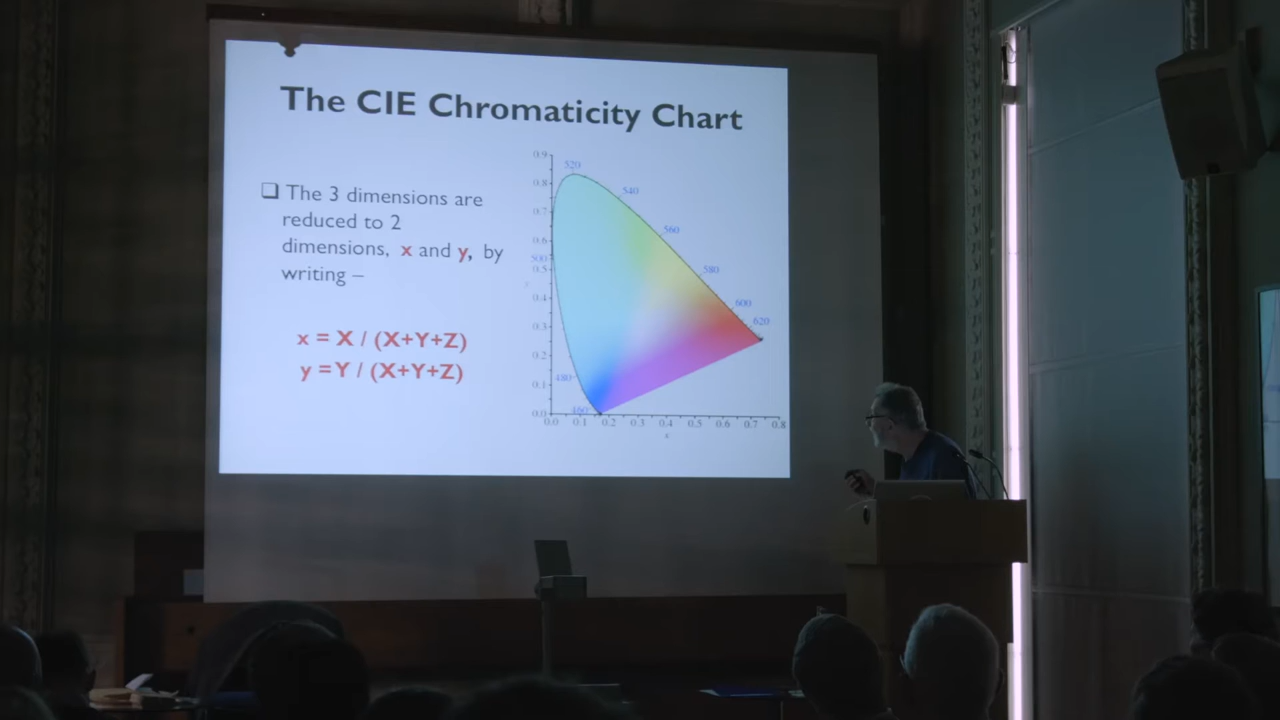 The CIE Chromaticity Chart
❑ The 3 dimensions are
reduced to 2
dimensions, x and y, by
writing –
x = X / (X+Y+Z)
y =Y / (X+Y+Z)
0.9
520
0.8
540
0.7
560
0.6
500
0.5
580
0.4
600
0.3
620
0.2
480
0.1
460
0.0
0.0 0.1 0.2 0.3 0.4 0.5 0.6 0.7 0.8
x